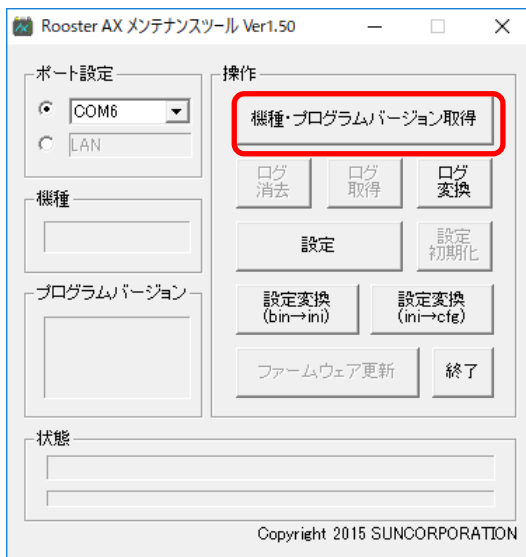 Rooster AX メンテナンスツール Ver1.50
ポート設定
COM6
LAN
機種
プログラムバージョン
操作
機種・プログラムバージョン取得
ログ
消去
ログ
取得
ログ
変換
設定
設定
初期化
設定変換
(bin→ini)
設定変換
(ini→cfg)
ファームウェア更新
終了
状態
Copyright 2015 SUNCORPORATION